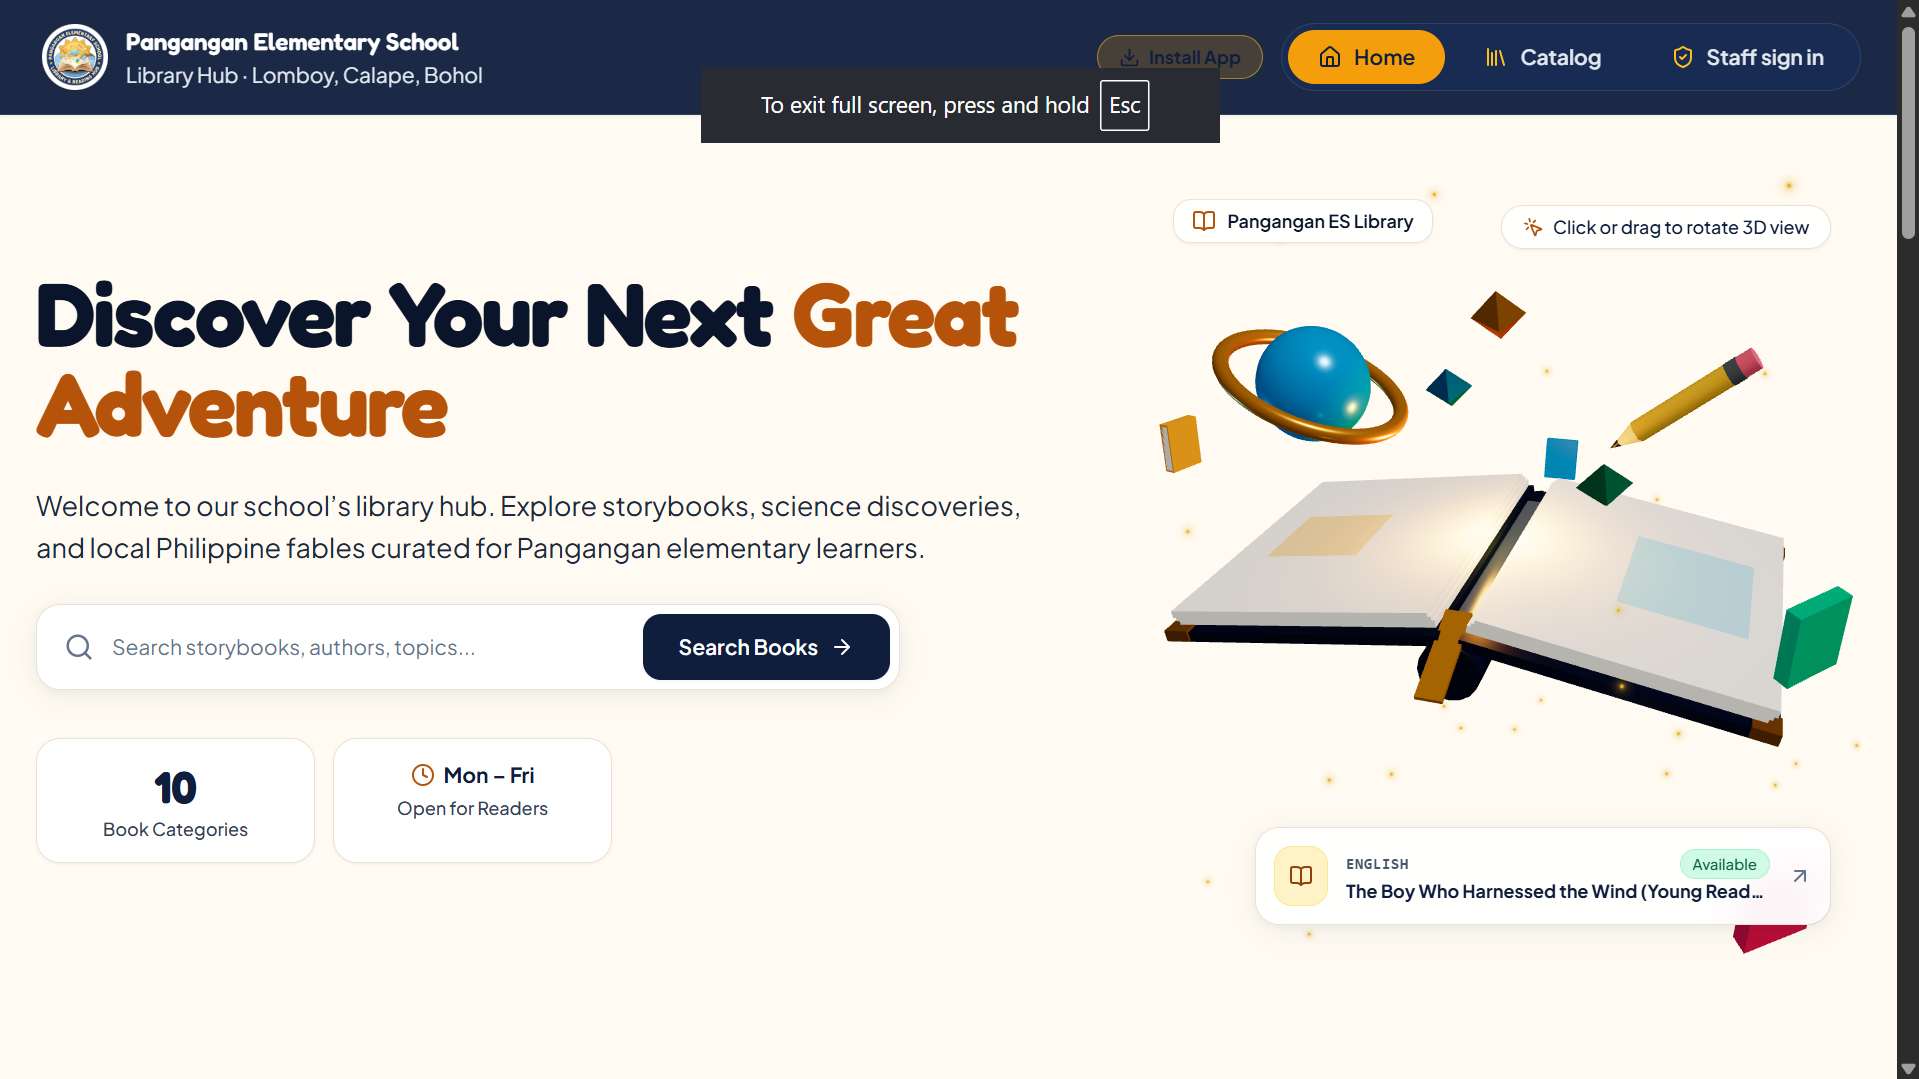 Pangangan Elementary School
Library Hub · Lomboy, Calape, Bohol
Install App
Home
Catalog
Staff sign in
To exit full screen, press and hold Esc
Pangangan ES Library
Click or drag to rotate 3D view
Discover Your Next Great
Adventure
Welcome to our school’s library hub. Explore storybooks, science discoveries,
and local Philippine fables curated for Pangangan elementary learners.
Search storybooks, authors, topics...
Search Books
10
Book Categories
Mon – Fri
Open for Readers
ENGLISH
Available
The Boy Who Harnessed the Wind (Young Read...